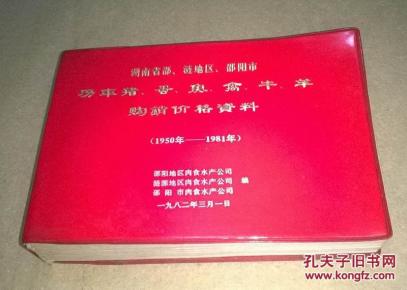 湖南省邵、涟地区、邵阳市
历年猪、蛋、鱼、禽、牛、羊
购销价格資料
(1950年——1981年)
邵阳地区肉食水产公司
涟源地区肉食水产公司 编
邵阳市肉食水产公司
一九八二年三月一日
孔夫子旧书网